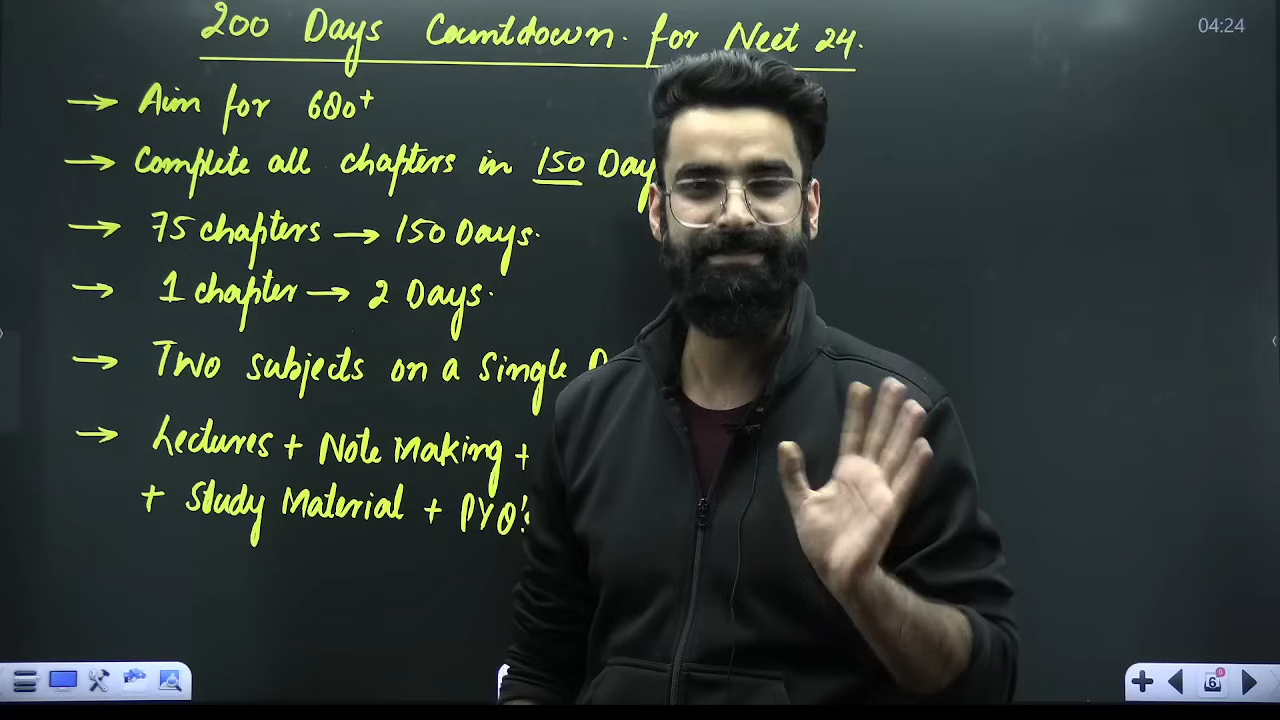 200 Days Countdown. for Neet 24.
04:24
→ Aim for 680+
→ Complete all chapters in 150 Day
→ 75 chapters → 150 Days.
→ 1 chapter → 2 Days.
→ Two subjects on a single
→ Lectures + Note Making +
+ Study Material + PYQ's
6